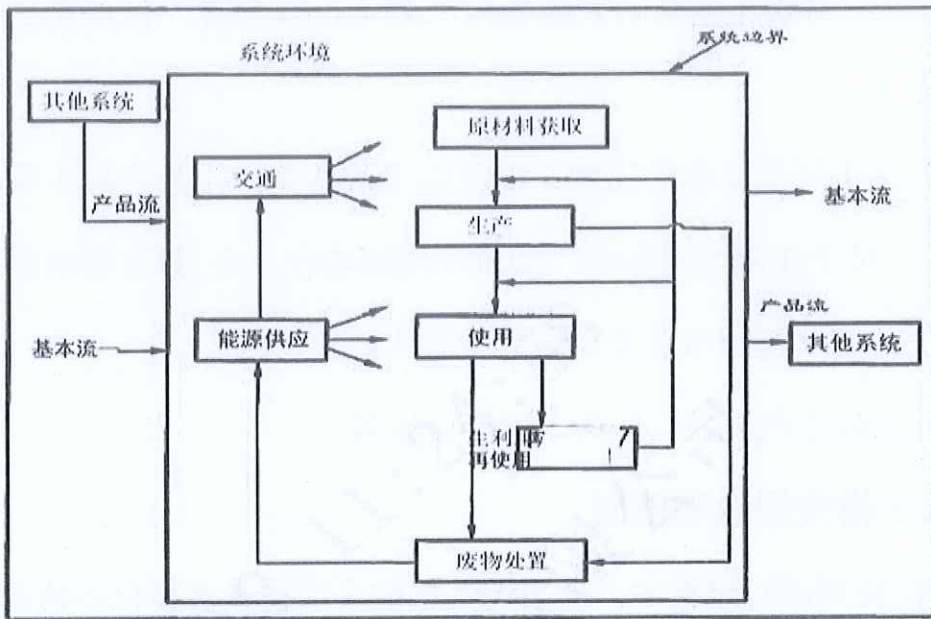 系统环境
系统边界
其他系统
原材料获取
交通
产品流
基本流
生产
产品流
能源供应
使用
基本流
其他系统
生利
再使用
废物处置